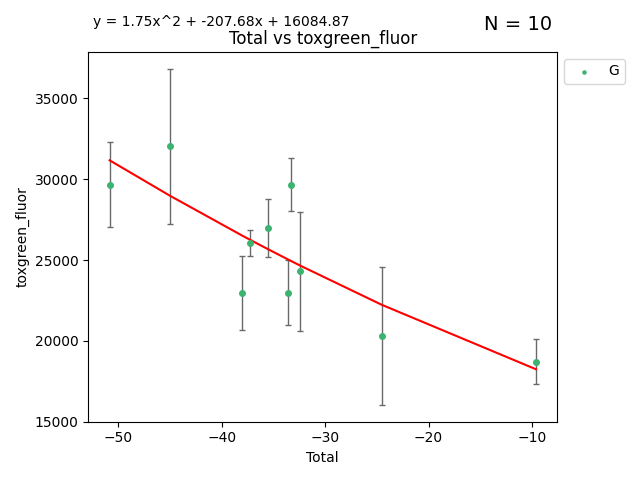 y = 1.75x^2 + -207.68x + 16084.87
N = 10
Total vs toxgreen_fluor
G
35000
30000
25000
20000
15000
toxgreen_fluor
−50
−40
−30
−20
−10
Total